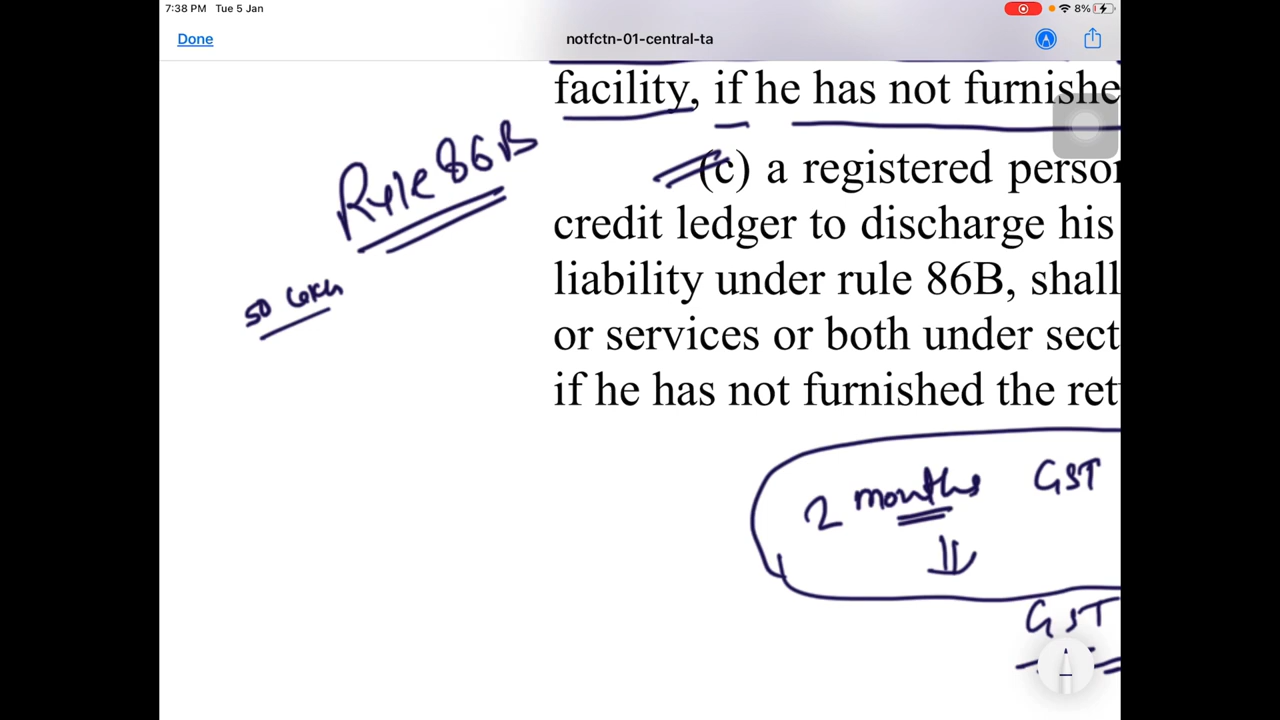 7:38 PM Tue 5 Jan 8%
Done notfctn-01-central-ta
facility, if he has not furnishe
Rule 86B
(c) a registered person
credit ledger to discharge his
50 Lakh
liability under rule 86B, shall
or services or both under sect
if he has not furnished the ret
2 months GST
GST